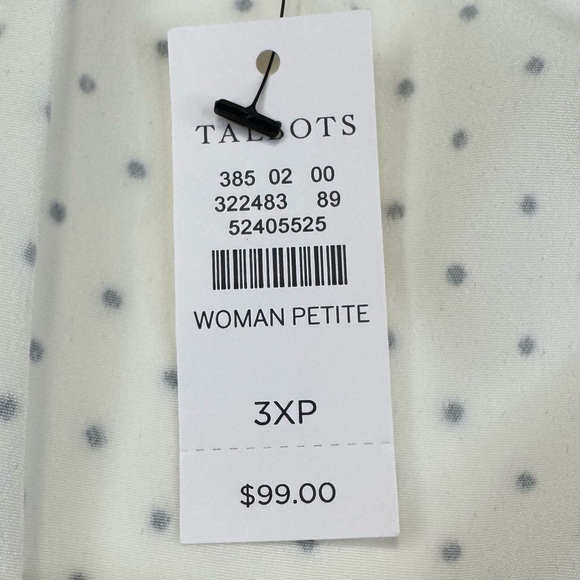 TALBOTS
385 02 00
322483 89
52405525
WOMAN PETITE
3XP
$99.00